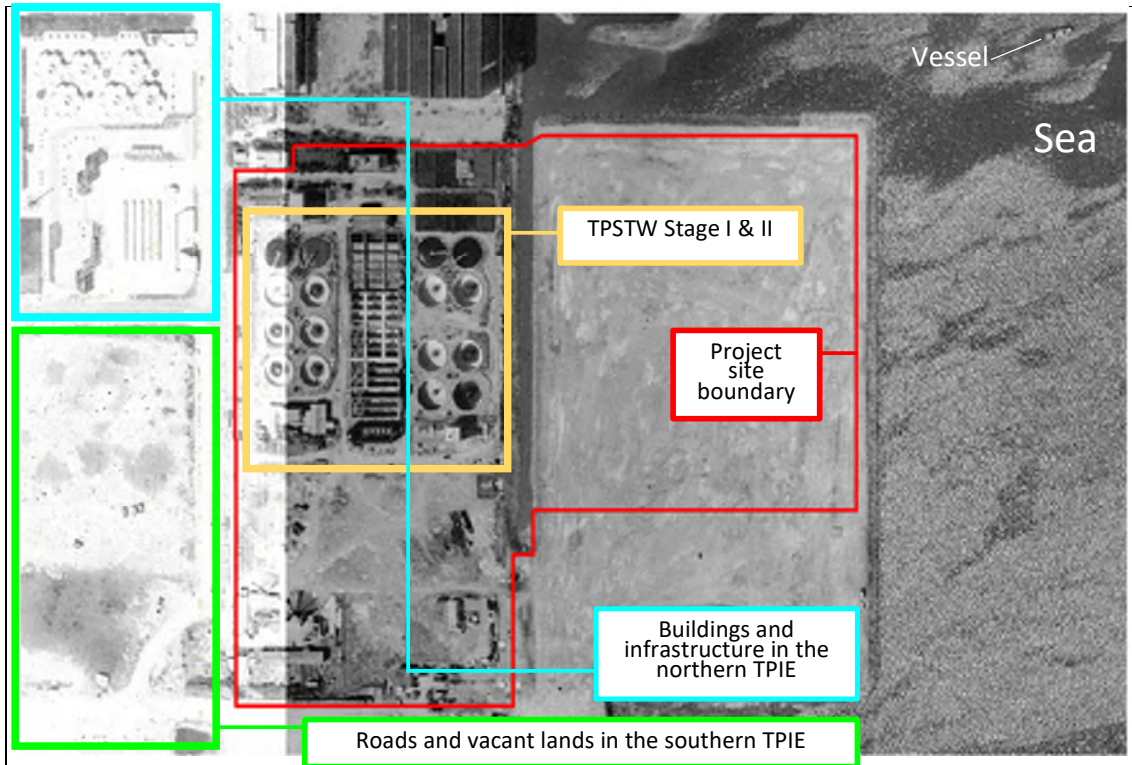 Vessel
Sea
TPSTW Stage I & II
Project
site
boundary
Buildings and
infrastructure in the
northern TPIE
Roads and vacant lands in the southern TPIE